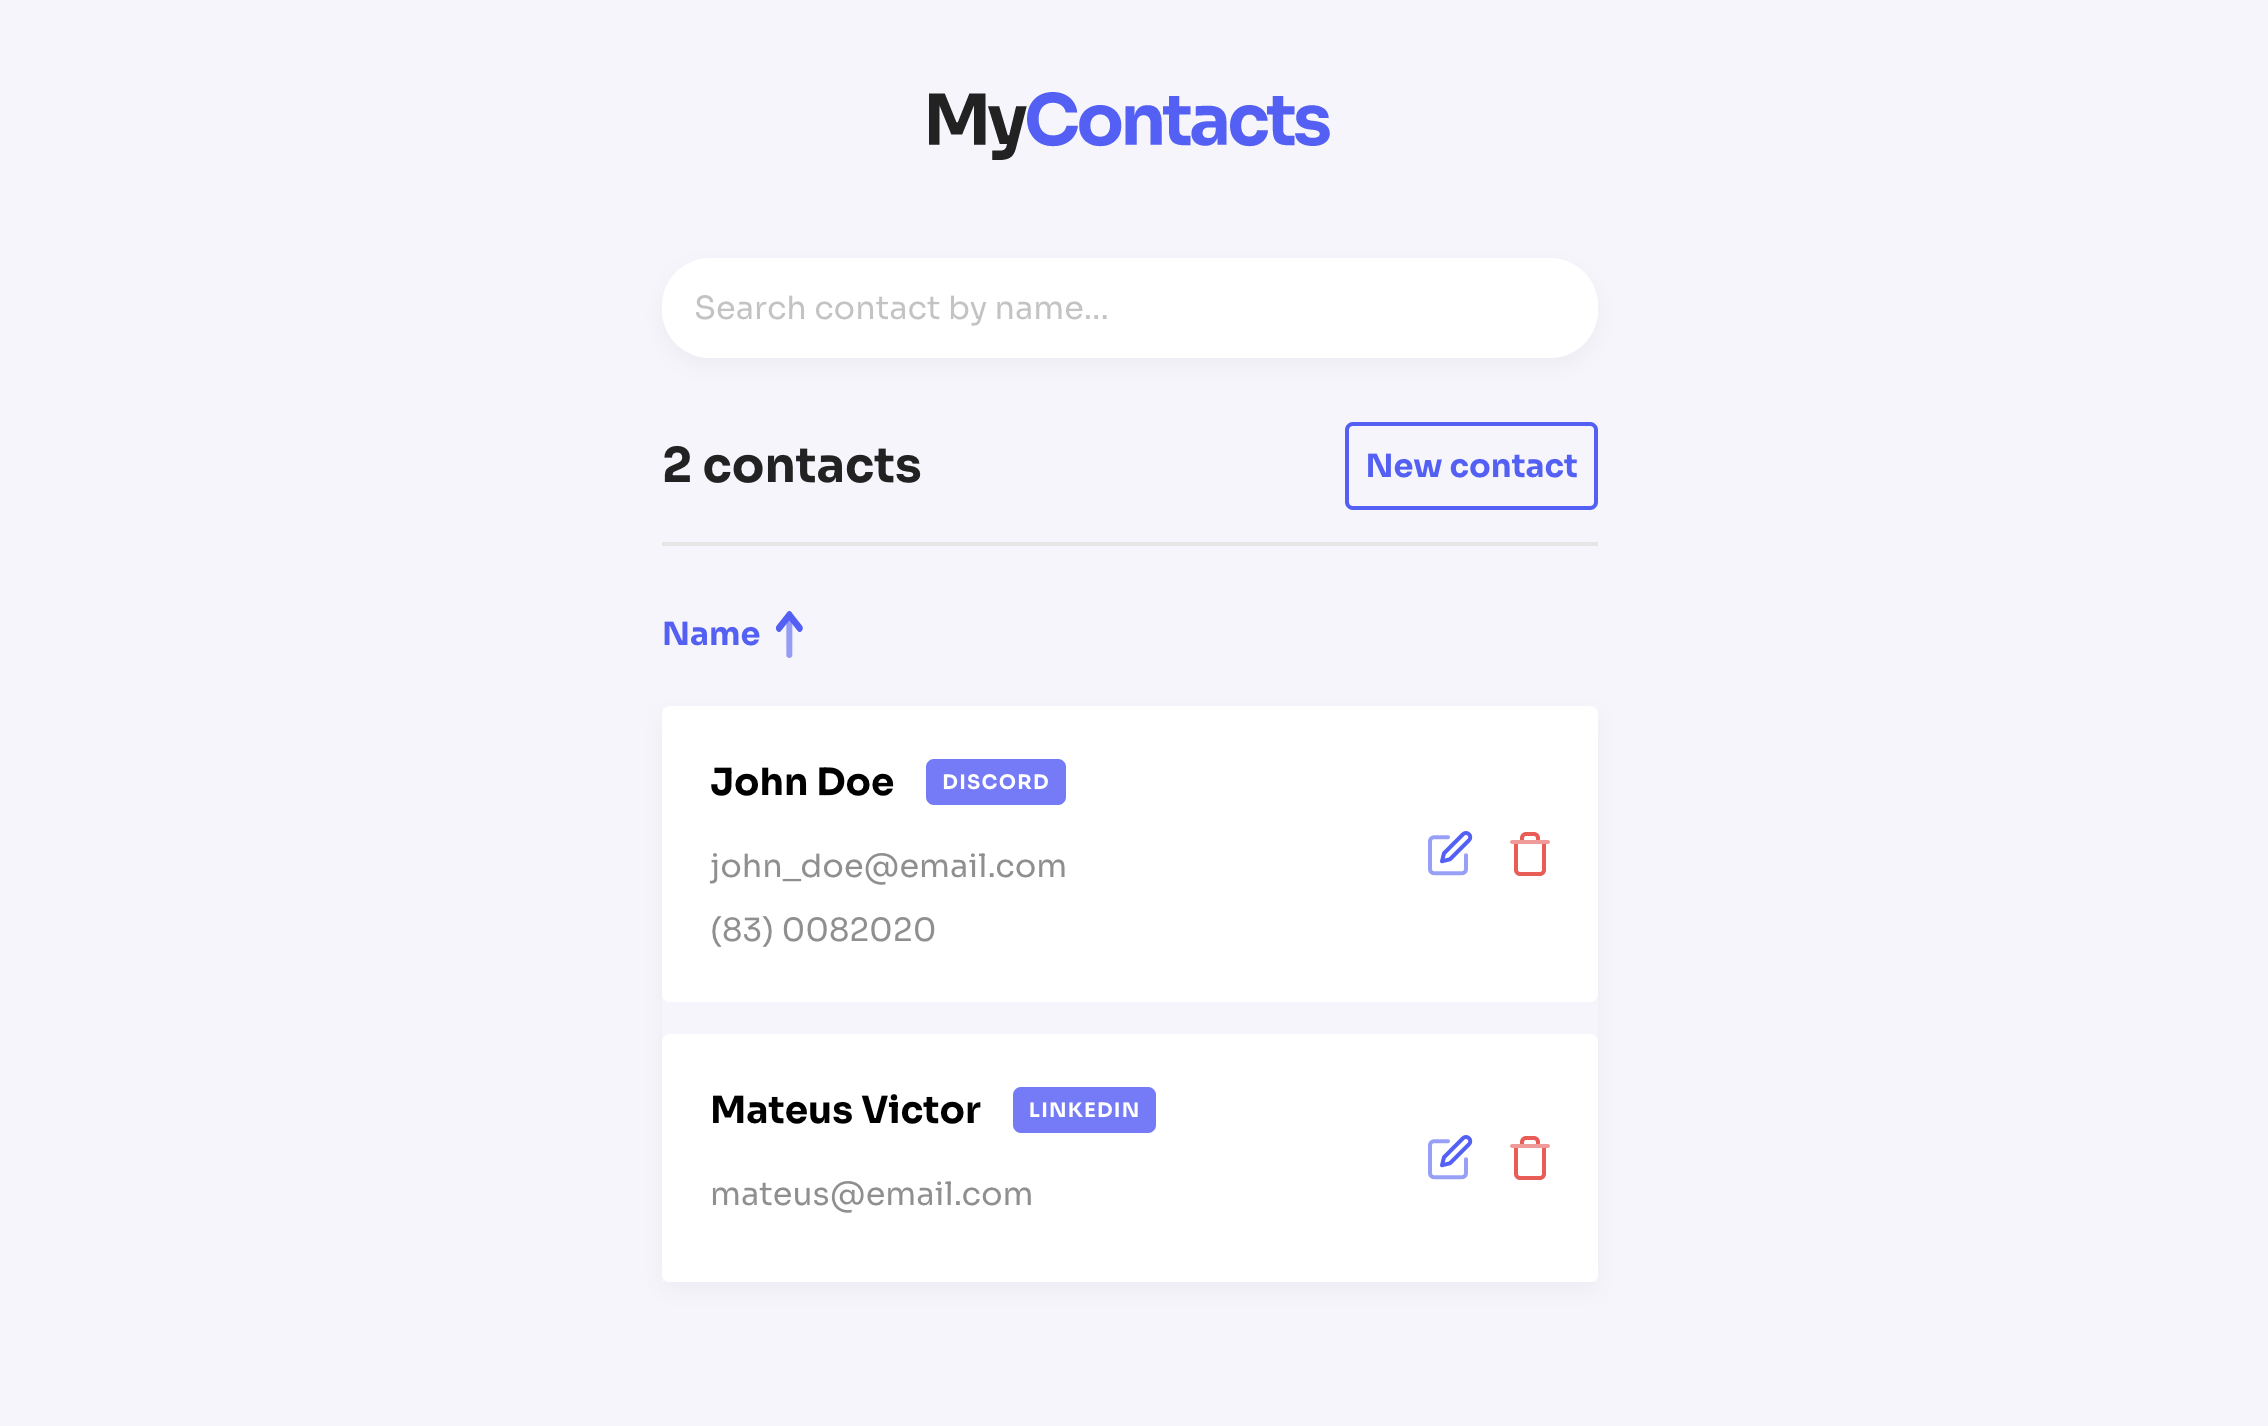 MyContacts
Search contact by name...
2 contacts
New contact
Name
John Doe
DISCORD
john_doe@email.com
(83) 0082020
Mateus Victor
LINKEDIN
mateus@email.com